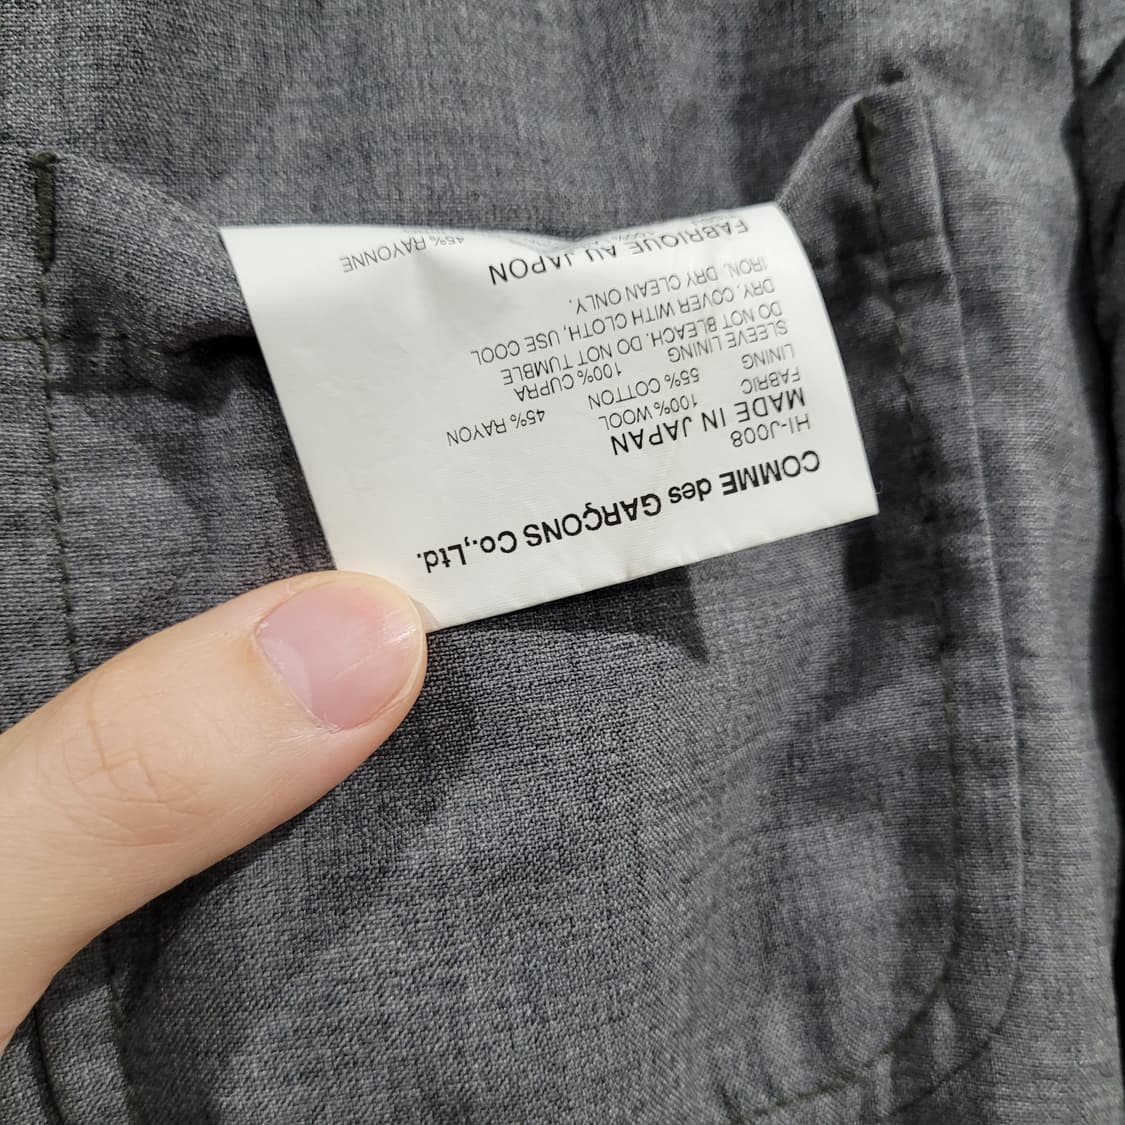 COMME des GARÇONS Co.,Ltd.
HI-J008
MADE IN JAPAN
FABRIC 100% WOOL
LINING 55% COTTON 45% RAYON
SLEEVE LINING 100% CUPRA
DO NOT BLEACH. DO NOT TUMBLE
DRY. COVER WITH CLOTH, USE COOL
IRON. DRY CLEAN ONLY.
FABRIQUE AU JAPON
45% RAYONNE